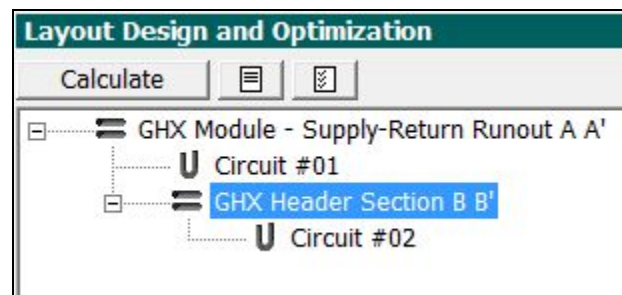 Layout Design and Optimization
Calculate
GHX Module - Supply-Return Runout A A'
Circuit #01
GHX Header Section B B'
Circuit #02